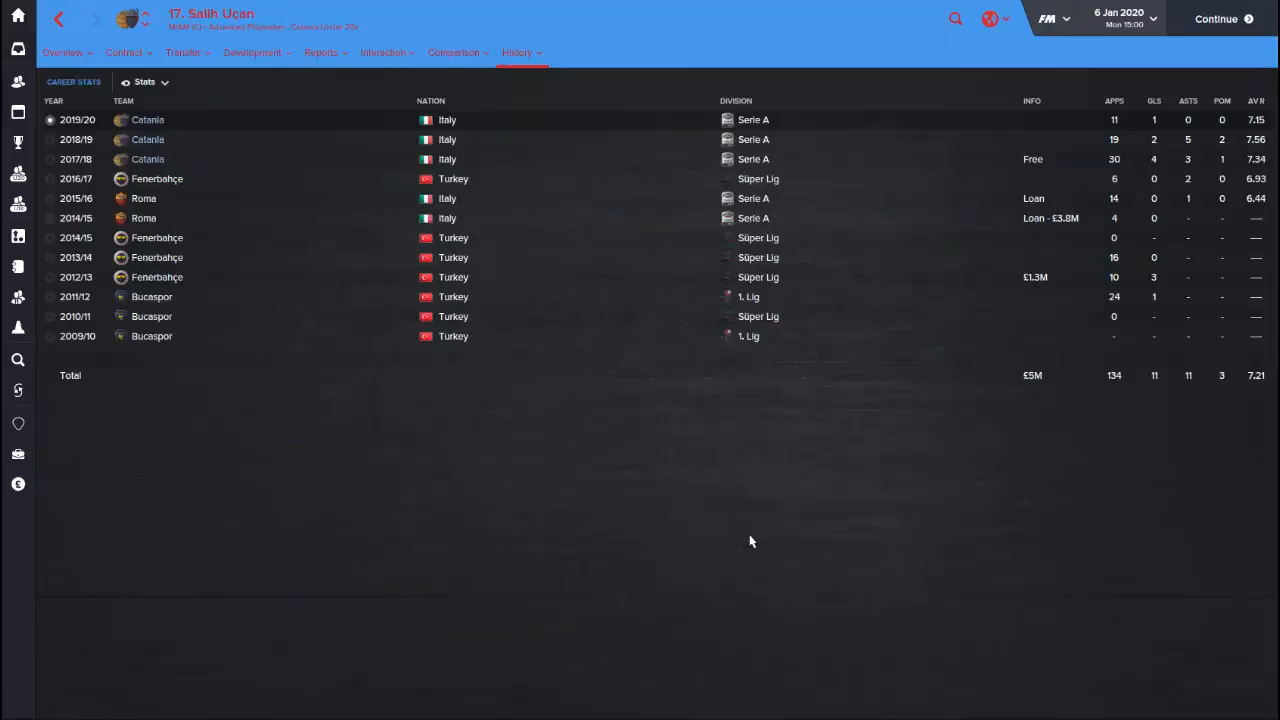 17. Salih Uçan
M/AM (C) - Advanced Playmaker - Catania Under 20s
FM
6 Jan 2020
Mon 15:00
Continue
Overview Contract Transfer Development Reports Interaction Comparison History
CAREER STATS Stats
YEAR TEAM NATION DIVISION INFO APPS GLS ASTS POM AV R
2019/20 Catania Italy Serie A 11 1 0 0 7.15
2018/19 Catania Italy Serie A 19 2 5 2 7.56
2017/18 Catania Italy Serie A Free 30 4 3 1 7.34
2016/17 Fenerbahçe Turkey Süper Lig 6 0 2 0 6.93
2015/16 Roma Italy Serie A Loan 14 0 1 0 6.44
2014/15 Roma Italy Serie A Loan - £3.8M 4 0 - - —
2014/15 Fenerbahçe Turkey Süper Lig 0 - - - —
2013/14 Fenerbahçe Turkey Süper Lig 16 0 - - —
2012/13 Fenerbahçe Turkey Süper Lig £1.3M 10 3 - - —
2011/12 Bucaspor Turkey 1. Lig 24 1 - - —
2010/11 Bucaspor Turkey Süper Lig 0 - - - —
2009/10 Bucaspor Turkey 1. Lig - - - - —
Total £5M 134 11 11 3 7.21